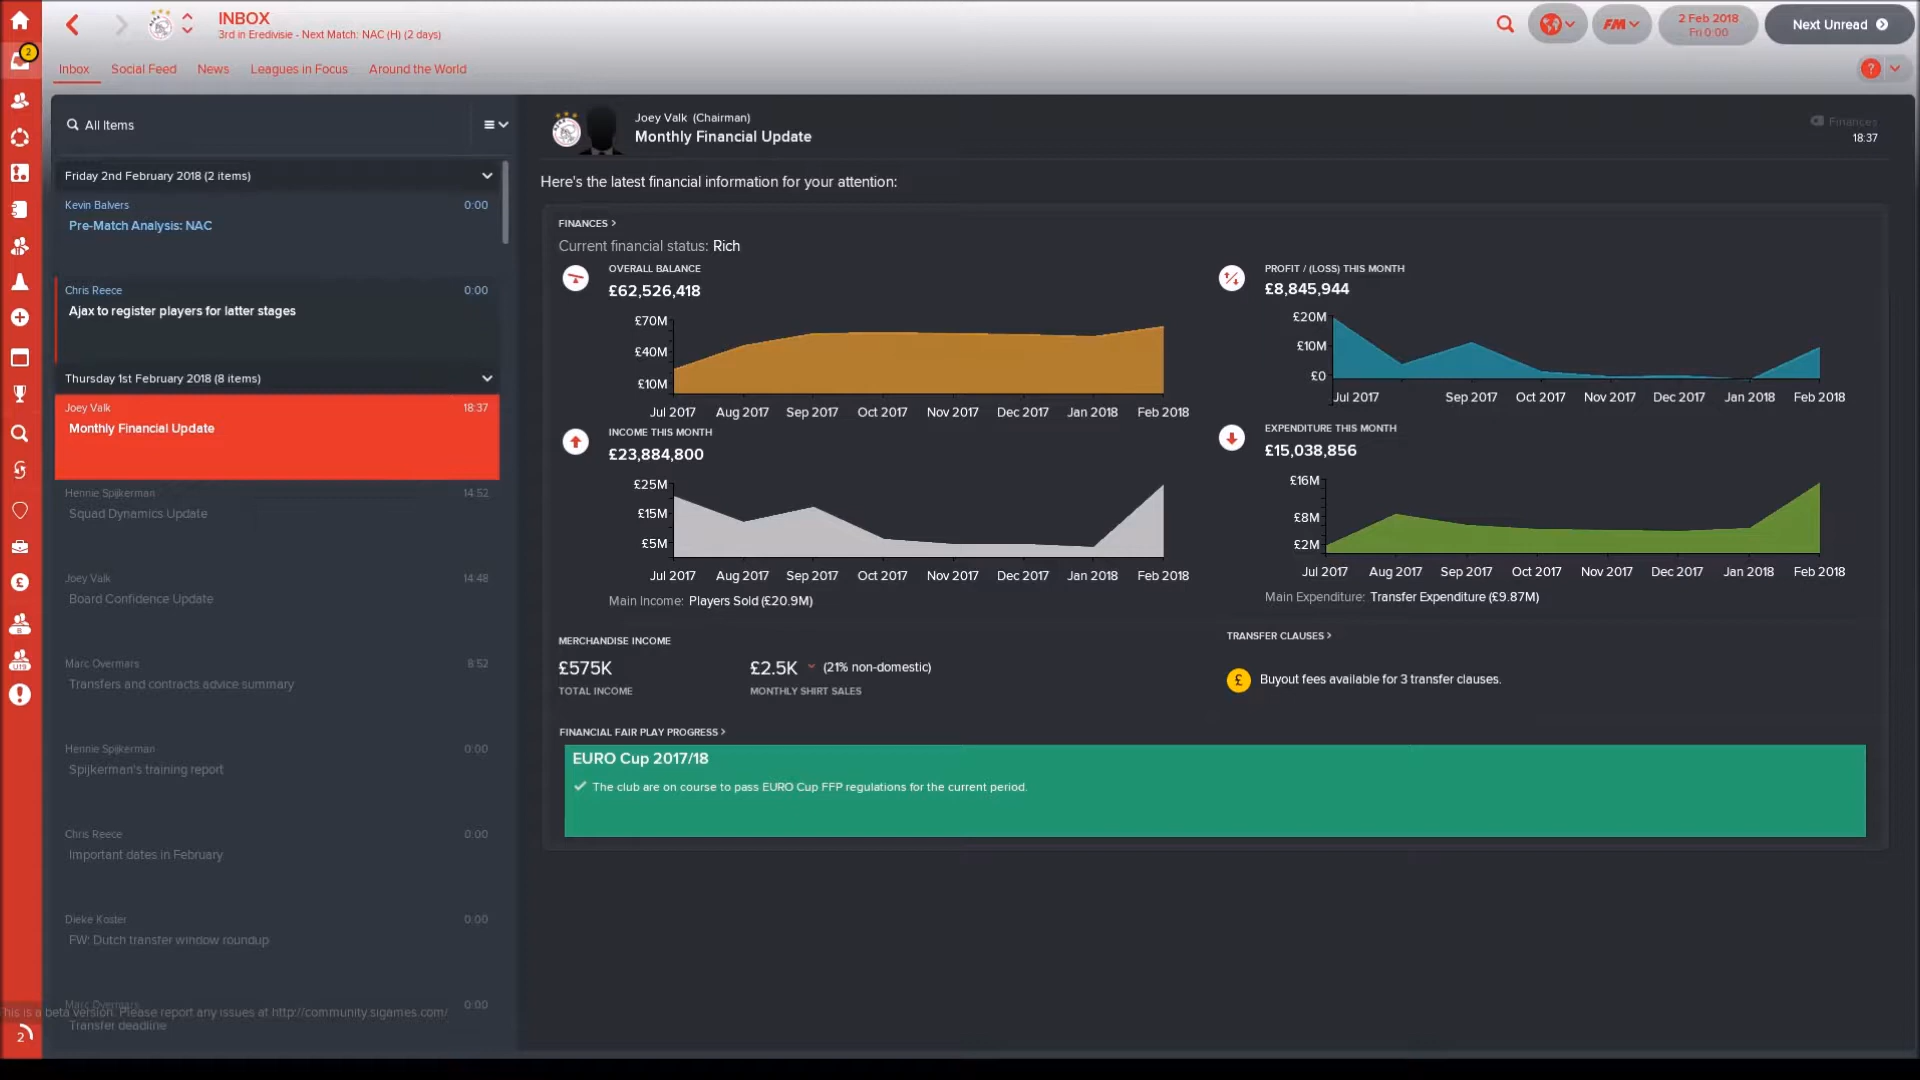 INBOX
3rd in Eredivisie - Next Match: NAC (H) (2 days)
FM
2 Feb 2018
Fri 0:00
Next Unread
2
Inbox Social Feed News Leagues in Focus Around the World
?
All Items
Friday 2nd February 2018 (2 items)
Kevin Balvers 0:00
Pre-Match Analysis: NAC
Chris Reece 0:00
Ajax to register players for latter stages
Thursday 1st February 2018 (8 items)
Joey Valk 18:37
Monthly Financial Update
Hennie Spijkerman 14:52
Squad Dynamics Update
Joey Valk 14:48
Board Confidence Update
Marc Overmars 8:52
Transfers and contracts advice summary
Hennie Spijkerman 0:00
Spijkerman's training report
Chris Reece 0:00
Important dates in February
Dieke Koster 0:00
FW: Dutch transfer window roundup
Marc Overmars 0:00
This is a beta version. Please report any issues at http://community.sigames.com/
Transfer deadline
B
U19
2
Joey Valk (Chairman)
Monthly Financial Update
Finances
18:37
Here's the latest financial information for your attention:
FINANCES >
Current financial status: Rich
OVERALL BALANCE
£62,526,418
£70M
£40M
£10M
Jul 2017 Aug 2017 Sep 2017 Oct 2017 Nov 2017 Dec 2017 Jan 2018 Feb 2018
PROFIT / (LOSS) THIS MONTH
£8,845,944
£20M
£10M
£0
Jul 2017 Sep 2017 Oct 2017 Nov 2017 Dec 2017 Jan 2018 Feb 2018
INCOME THIS MONTH
£23,884,800
£25M
£15M
£5M
Jul 2017 Aug 2017 Sep 2017 Oct 2017 Nov 2017 Dec 2017 Jan 2018 Feb 2018
Main Income: Players Sold (£20.9M)
EXPENDITURE THIS MONTH
£15,038,856
£16M
£8M
£2M
Jul 2017 Aug 2017 Sep 2017 Oct 2017 Nov 2017 Dec 2017 Jan 2018 Feb 2018
Main Expenditure: Transfer Expenditure (£9.87M)
MERCHANDISE INCOME
£575K £2.5K (21% non-domestic)
TOTAL INCOME MONTHLY SHIRT SALES
TRANSFER CLAUSES >
£ Buyout fees available for 3 transfer clauses.
FINANCIAL FAIR PLAY PROGRESS >
EURO Cup 2017/18
The club are on course to pass EURO Cup FFP regulations for the current period.